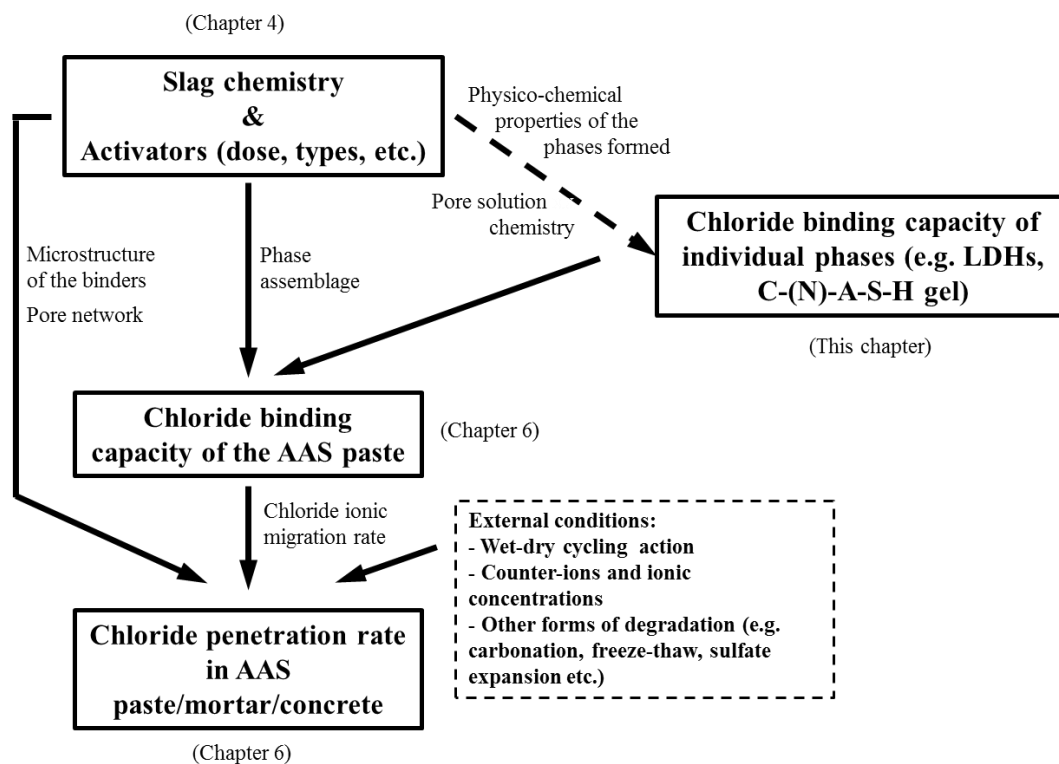 (Chapter 4)
Slag chemistry
&
Activators (dose, types, etc.)
Physico-chemical
properties of the
phases formed
Pore solution
chemistry
Chloride binding capacity of
individual phases (e.g. LDHs,
C-(N)-A-S-H gel)
(This chapter)
Microstructure
of the binders
Pore network
Phase
assemblage
Chloride binding
capacity of the AAS paste
(Chapter 6)
Chloride ionic
migration rate
External conditions:
- Wet-dry cycling action
- Counter-ions and ionic
concentrations
- Other forms of degradation (e.g.
carbonation, freeze-thaw, sulfate
expansion etc.)
Chloride penetration rate
in AAS
paste/mortar/concrete
(Chapter 6)